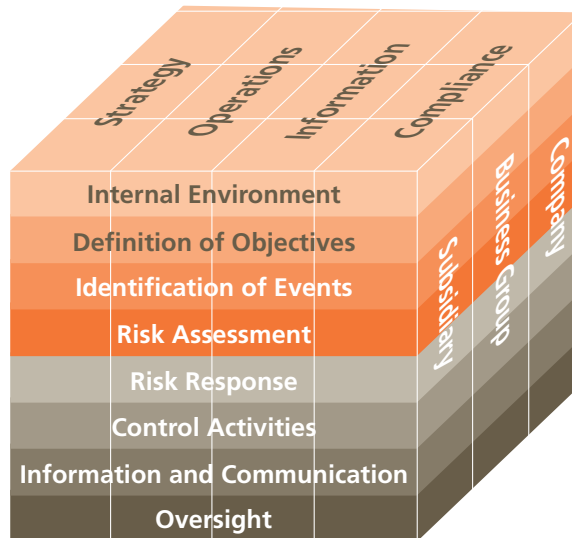 Strategy
Operations
Information
Compliance
Internal Environment
Definition of Objectives
Identification of Events
Risk Assessment
Risk Response
Control Activities
Information and Communication
Oversight
Subsidiary
Business Group
Company